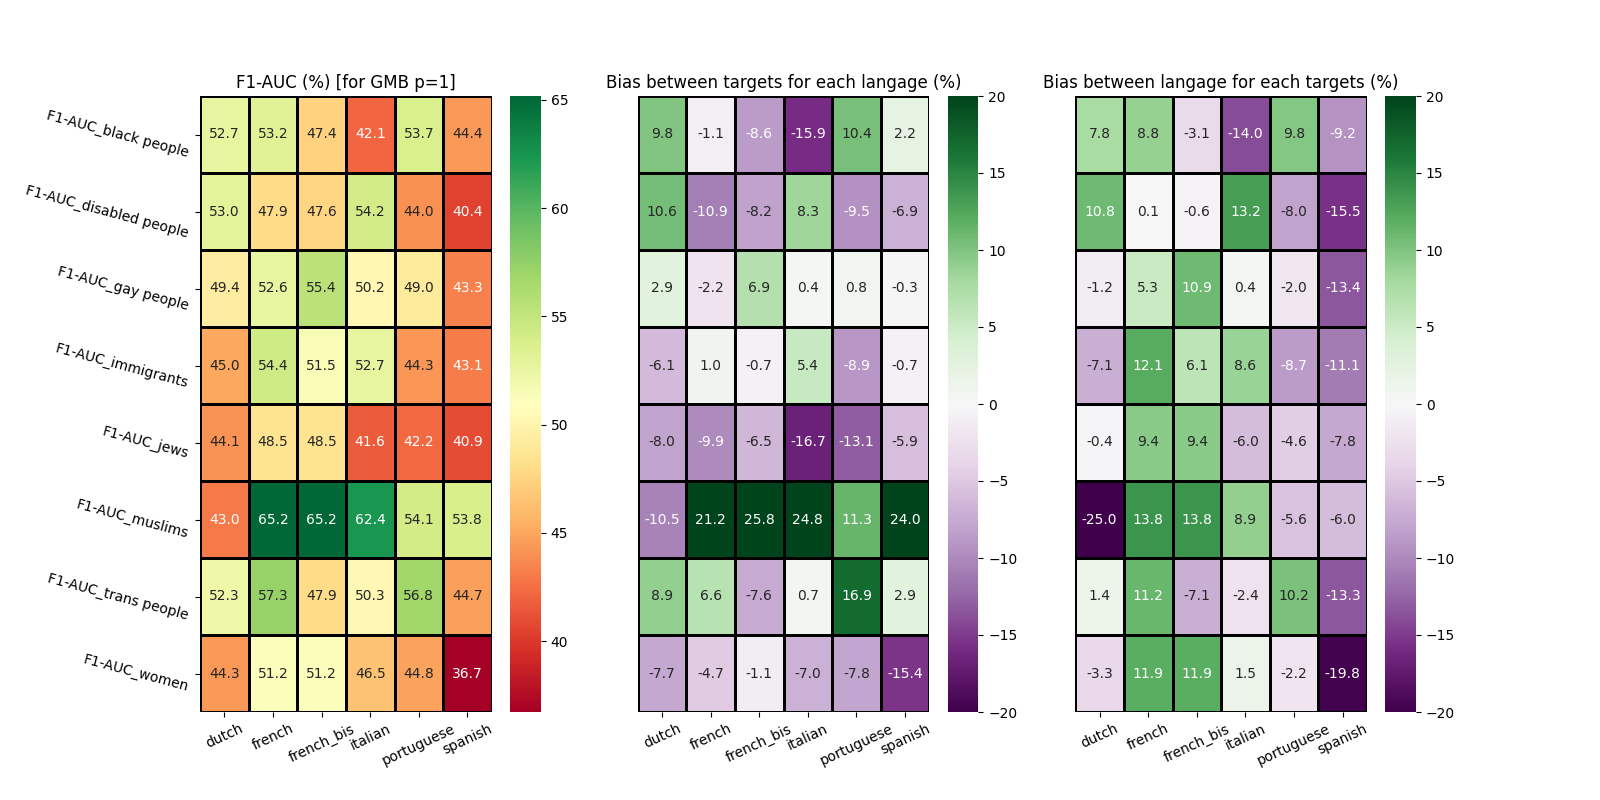 F1-AUC (%) [for GMB p=1]
F1-AUC_black people 52.7 53.2 47.4 42.1 53.7 44.4
F1-AUC_disabled people 53.0 47.9 47.6 54.2 44.0 40.4
F1-AUC_gay people 49.4 52.6 55.4 50.2 49.0 43.3
F1-AUC_immigrants 45.0 54.4 51.5 52.7 44.3 43.1
F1-AUC_jews 44.1 48.5 48.5 41.6 42.2 40.9
F1-AUC_muslims 43.0 65.2 65.2 62.4 54.1 53.8
F1-AUC_trans people 52.3 57.3 47.9 50.3 56.8 44.7
F1-AUC_women 44.3 51.2 51.2 46.5 44.8 36.7
dutch french french_bis italian portuguese spanish
65
60
55
50
45
40
Bias between targets for each langage (%)
9.8 -1.1 -8.6 -15.9 10.4 2.2
10.6 -10.9 -8.2 8.3 -9.5 -6.9
2.9 -2.2 6.9 0.4 0.8 -0.3
-6.1 1.0 -0.7 5.4 -8.9 -0.7
-8.0 -9.9 -6.5 -16.7 -13.1 -5.9
-10.5 21.2 25.8 24.8 11.3 24.0
8.9 6.6 -7.6 0.7 16.9 2.9
-7.7 -4.7 -1.1 -7.0 -7.8 -15.4
dutch french french_bis italian portuguese spanish
20
15
10
5
0
−5
−10
−15
−20
Bias between langage for each targets (%)
7.8 8.8 -3.1 -14.0 9.8 -9.2
10.8 0.1 -0.6 13.2 -8.0 -15.5
-1.2 5.3 10.9 0.4 -2.0 -13.4
-7.1 12.1 6.1 8.6 -8.7 -11.1
-0.4 9.4 9.4 -6.0 -4.6 -7.8
-25.0 13.8 13.8 8.9 -5.6 -6.0
1.4 11.2 -7.1 -2.4 10.2 -13.3
-3.3 11.9 11.9 1.5 -2.2 -19.8
dutch french french_bis italian portuguese spanish
20
15
10
5
0
−5
−10
−15
−20